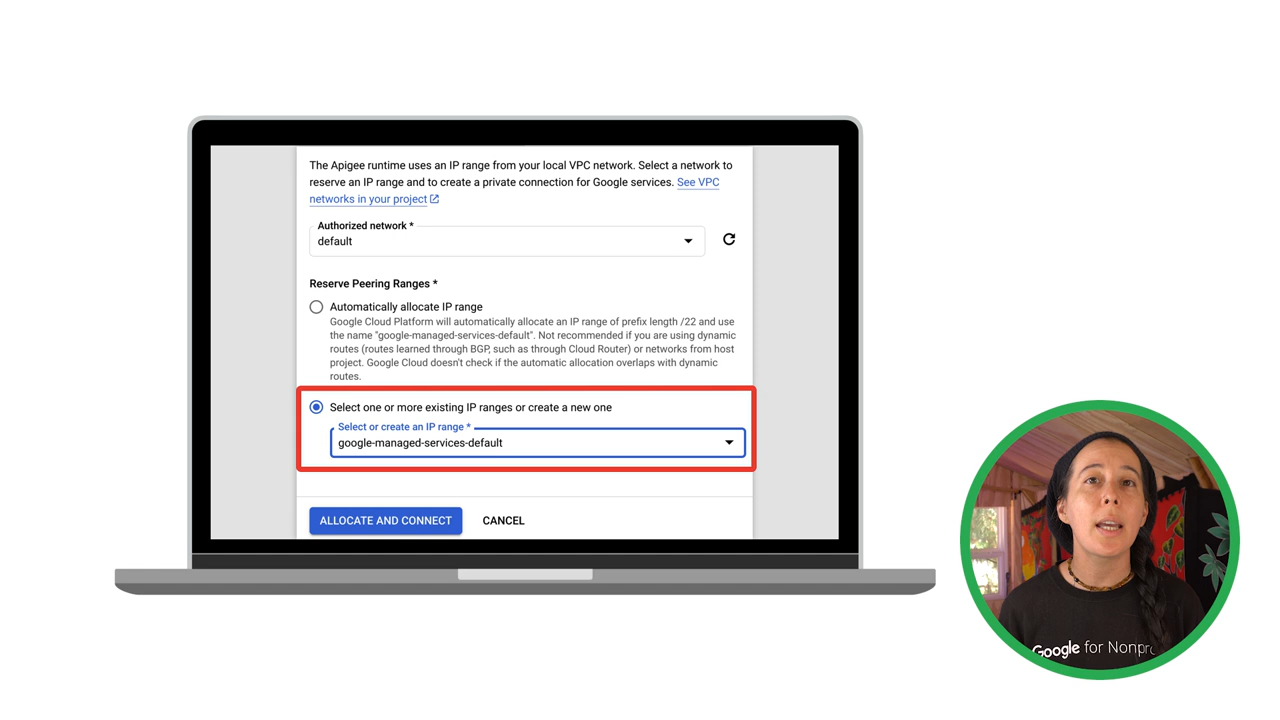 The Apigee runtime uses an IP range from your local VPC network. Select a network to
reserve an IP range and to create a private connection for Google services. See VPC
networks in your project
Authorized network *
default
Reserve Peering Ranges *
Automatically allocate IP range
Google Cloud Platform will automatically allocate an IP range of prefix length /22 and use
the name "google-managed-services-default". Not recommended if you are using dynamic
routes (routes learned through BGP, such as through Cloud Router) or networks from host
project. Google Cloud doesn't check if the automatic allocation overlaps with dynamic
routes.
Select one or more existing IP ranges or create a new one
Select or create an IP range *
google-managed-services-default
ALLOCATE AND CONNECT CANCEL
Google for Nonpr